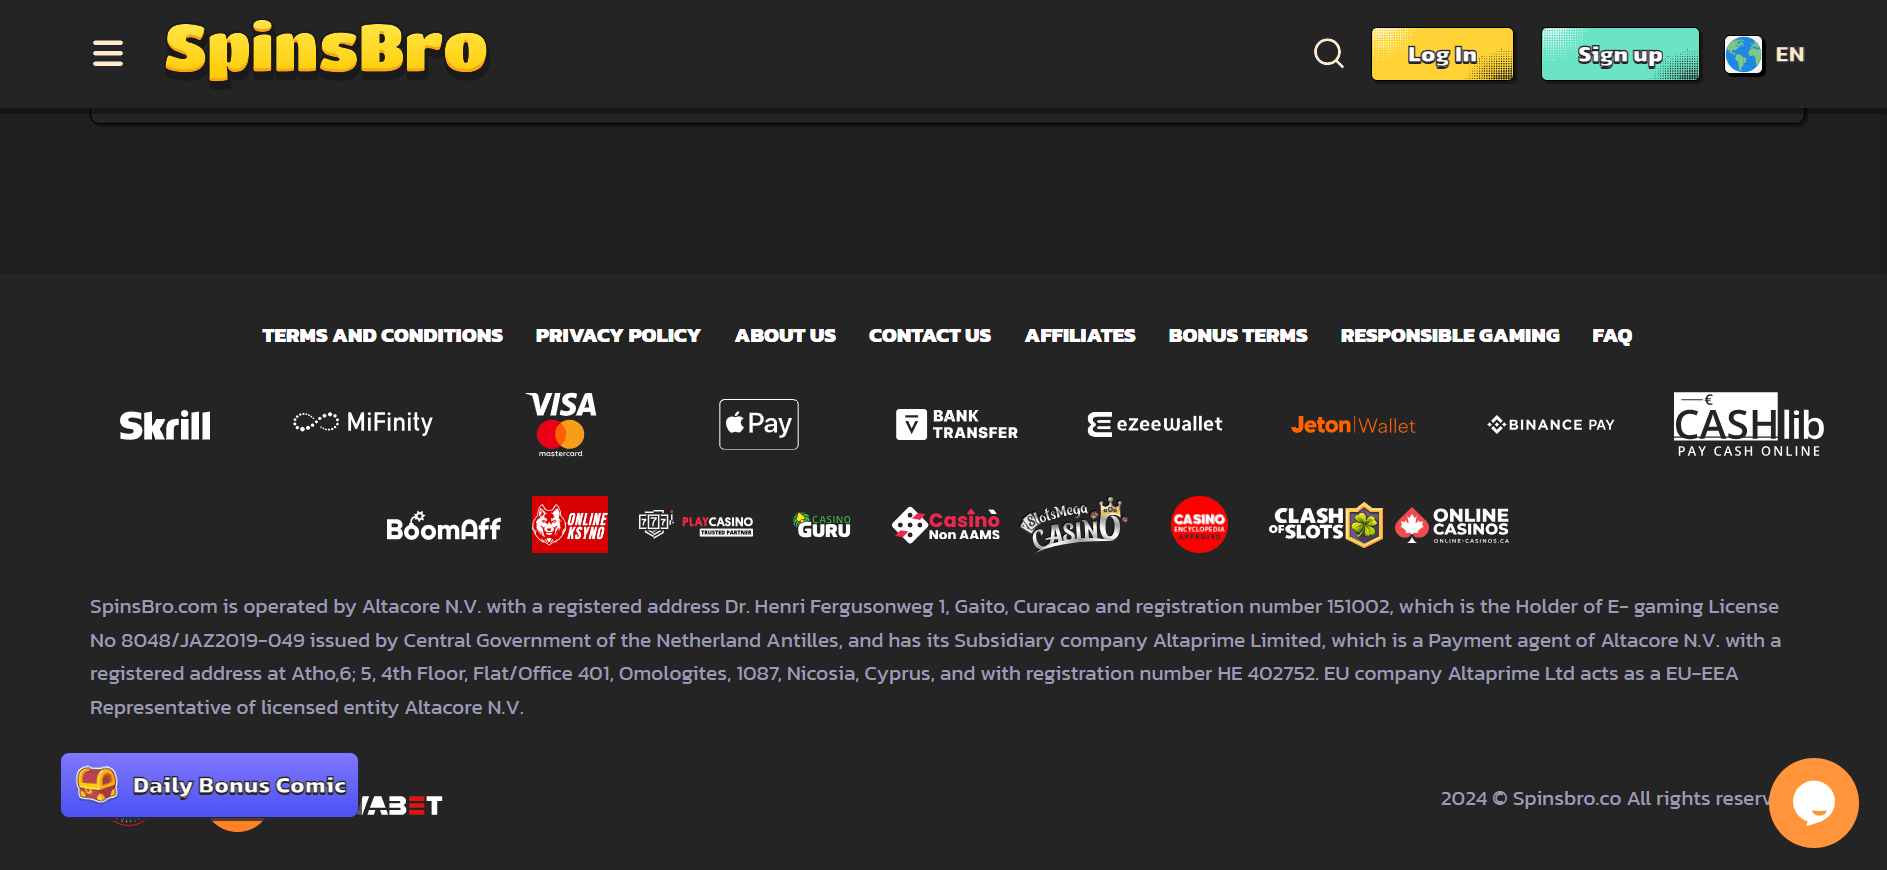 SpinsBro
Log In
Sign up
EN
TERMS AND CONDITIONS PRIVACY POLICY ABOUT US CONTACT US AFFILIATES BONUS TERMS RESPONSIBLE GAMING FAQ
Skrill
MiFinity
VISA
mastercard.
Pay
BANK
TRANSFER
eZeeWallet
Jeton|Wallet
BINANCE PAY
€
CASHlib
PAY CASH ONLINE
BoomAff
ONLINE
KSYNO
777
PLAYCASINO
TRUSTED PARTNER
CASINO
GURU
Casinò
Non AAMS
SlotsMega
CASINO
CASINO
ENCYCLOPEDIA
APPROVED
CLASH
OF SLOTS
ONLINE
CASINOS
ONLINE-CASINOS.CA
SpinsBro.com is operated by Altacore N.V. with a registered address Dr. Henri Fergusonweg 1, Gaito, Curacao and registration number 151002, which is the Holder of E- gaming License
No 8048/JAZ2019-049 issued by Central Government of the Netherland Antilles, and has its Subsidiary company Altaprime Limited, which is a Payment agent of Altacore N.V. with a
registered address at Atho,6; 5, 4th Floor, Flat/Office 401, Omologites, 1087, Nicosia, Cyprus, and with registration number HE 402752. EU company Altaprime Ltd acts as a EU-EEA
Representative of licensed entity Altacore N.V.
Daily Bonus Comic
ABET
2024 © Spinsbro.co All rights reserv